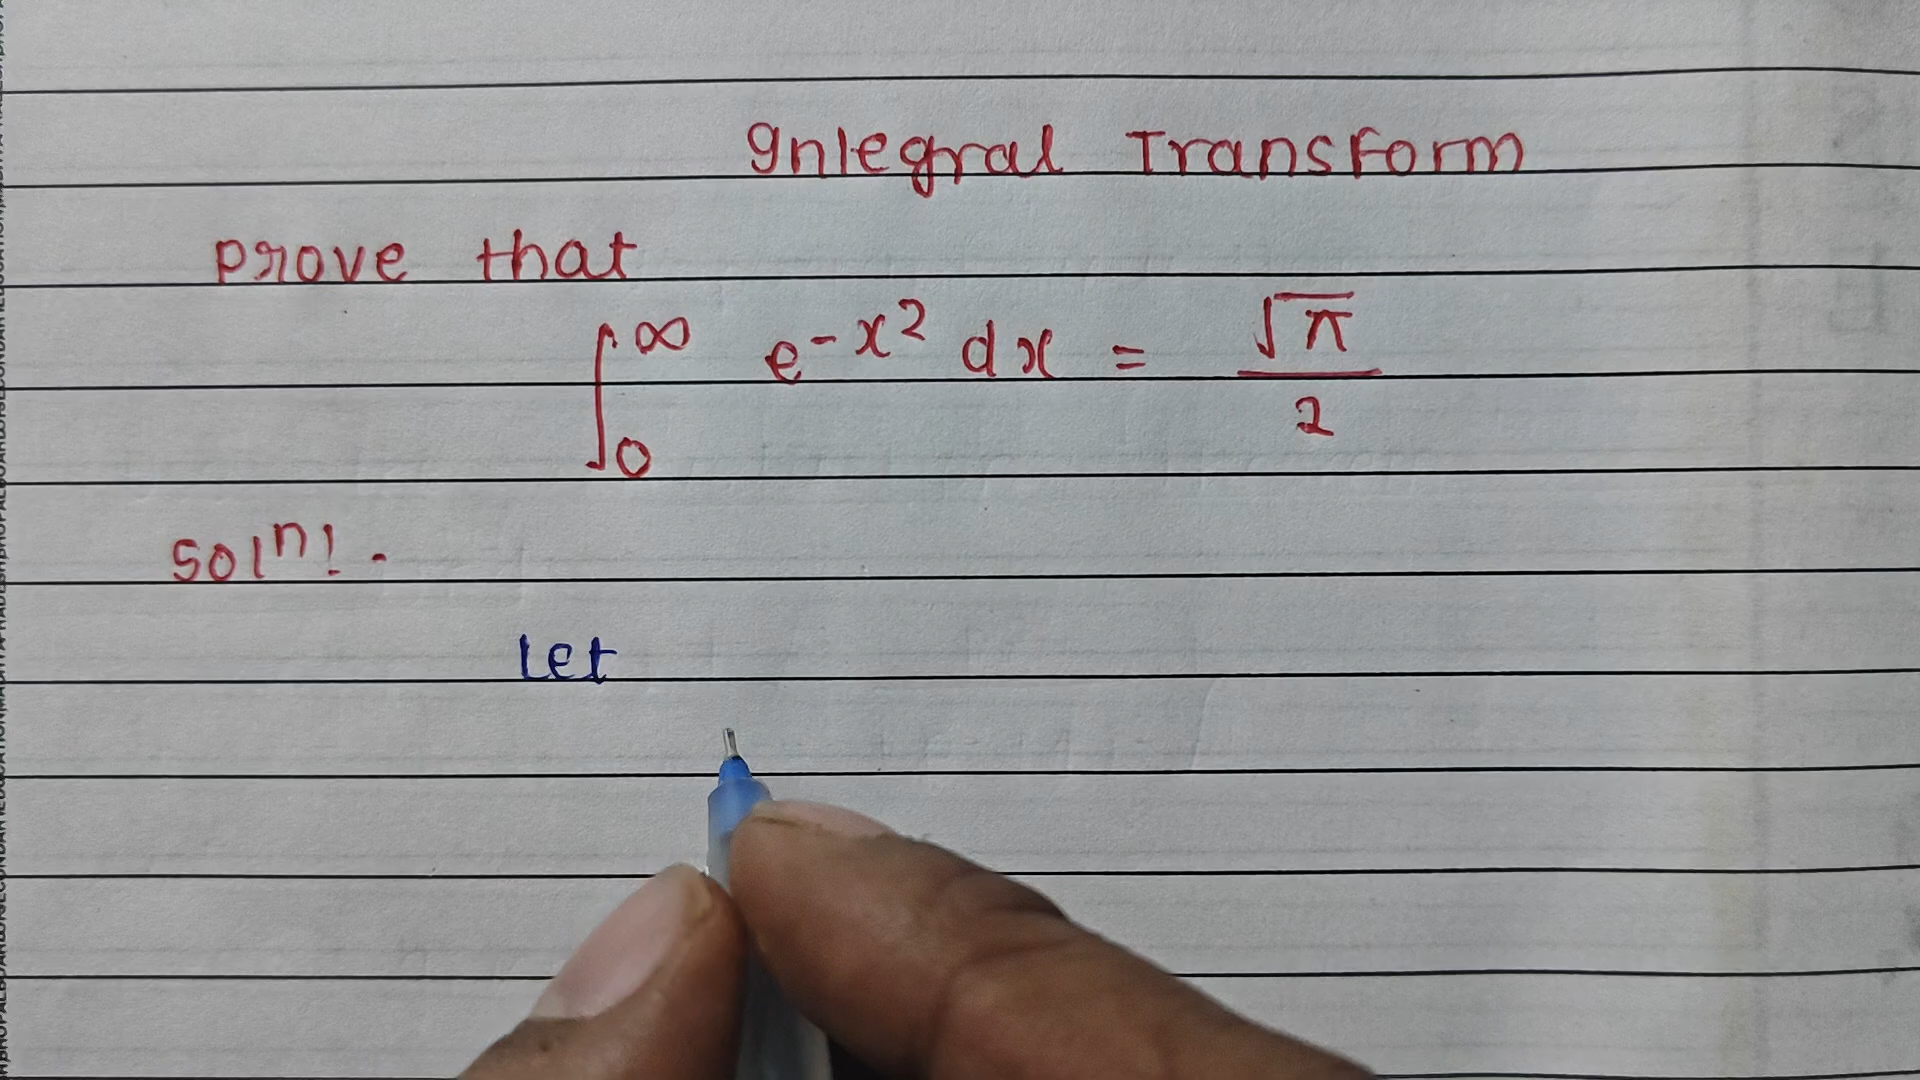 Integral Transform
prove that
∫₀^∞ e^{-x²} dx = √π / 2
Solⁿ! -
Let